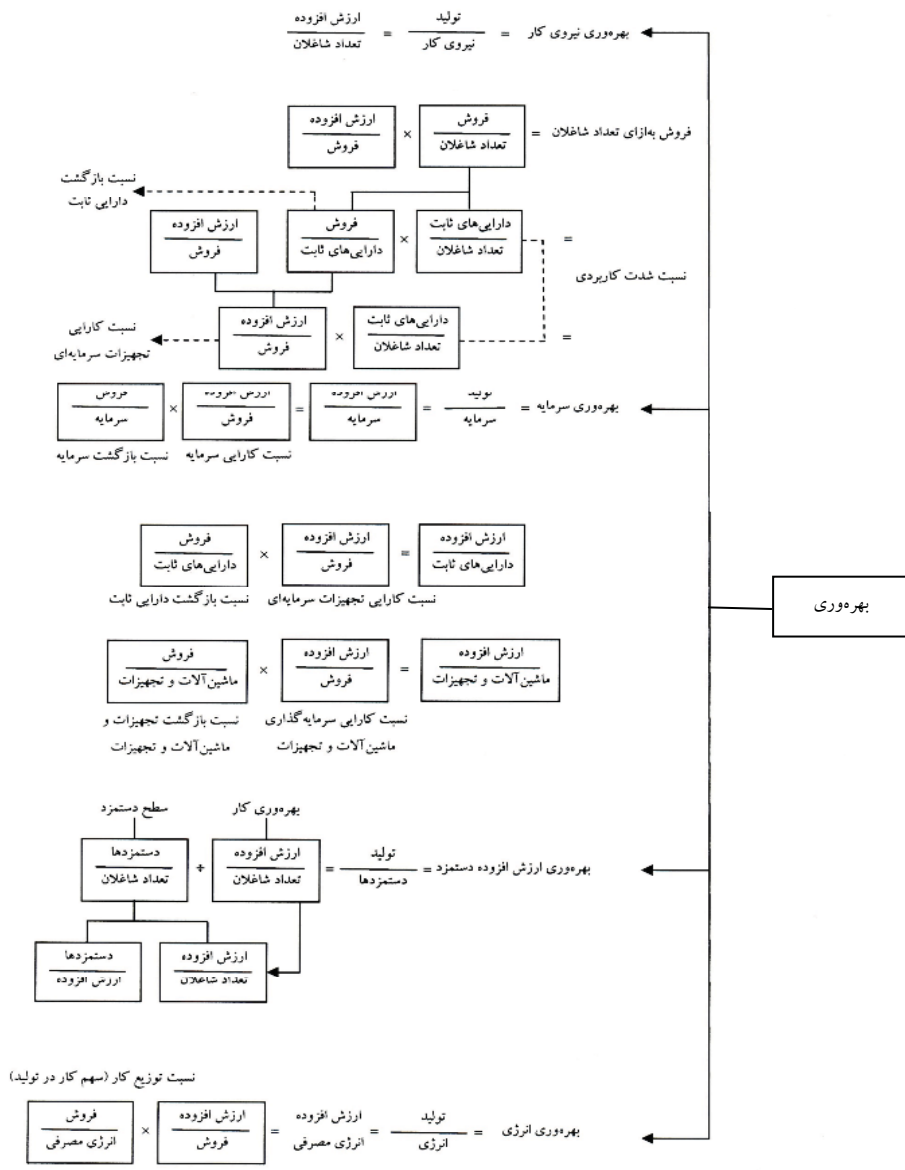 بهره‌وری نیروی کار = تولید / نیروی کار = ارزش افزوده / تعداد شاغلان
فروش به‌ازای تعداد شاغلان = فروش / تعداد شاغلان × ارزش افزوده / فروش
نسبت بازگشت
دارایی ثابت
= دارایی‌های ثابت / تعداد شاغلان × فروش / دارایی‌های ثابت ارزش افزوده / فروش
نسبت شدت کاربردی
= دارایی‌های ثابت / تعداد شاغلان × ارزش افزوده / فروش
نسبت کارایی
تجهیزات سرمایه‌ای
بهره‌وری سرمایه = تولید / سرمایه = ارزش افزوده / سرمایه = ارزش افزوده / فروش × فروش / سرمایه
نسبت کارایی سرمایه نسبت بازگشت سرمایه
ارزش افزوده / دارایی‌های ثابت = ارزش افزوده / فروش × فروش / دارایی‌های ثابت
نسبت کارایی تجهیزات سرمایه‌ای نسبت بازگشت دارایی ثابت
بهره‌وری
ارزش افزوده / ماشین‌آلات و تجهیزات = ارزش افزوده / فروش × فروش / ماشین‌آلات و تجهیزات
نسبت کارایی سرمایه‌گذاری نسبت بازگشت تجهیزات و
ماشین‌آلات و تجهیزات ماشین‌آلات و تجهیزات
بهره‌وری کار سطح دستمزد
بهره‌وری ارزش افزوده دستمزد = تولید / دستمزدها = ارزش افزوده / تعداد شاغلان + دستمزدها / تعداد شاغلان
ارزش افزوده / تعداد شاغلان دستمزدها / ارزش افزوده
نسبت توزیع کار (سهم کار در تولید)
بهره‌وری انرژی = تولید / انرژی = ارزش افزوده / انرژی مصرفی = ارزش افزوده / فروش × فروش / انرژی مصرفی